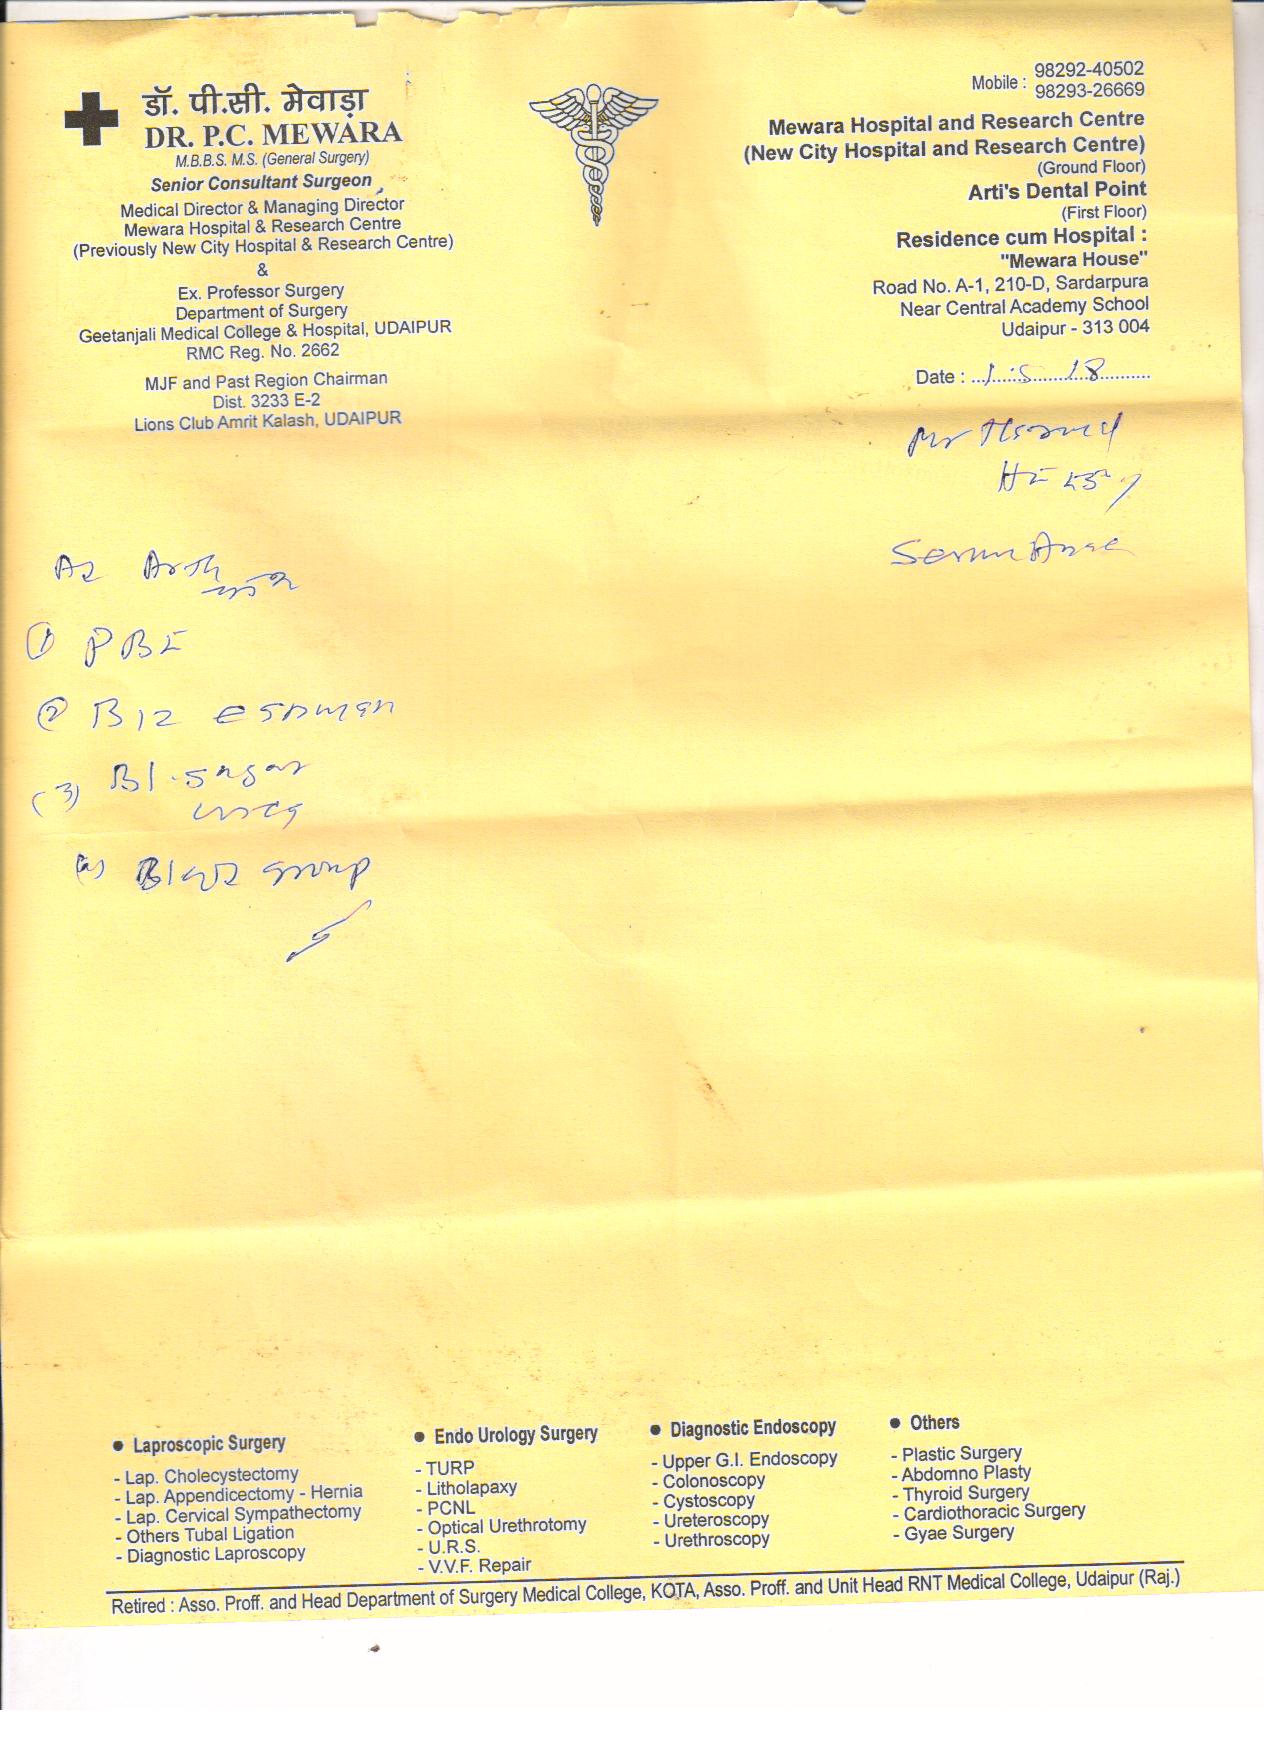 डॉ. पी.सी. मेवाड़ा
DR. P.C. MEWARA
M.B.B.S. M.S. (General Surgery)
Senior Consultant Surgeon
Medical Director & Managing Director
Mewara Hospital & Research Centre
(Previously New City Hospital & Research Centre)
&
Ex. Professor Surgery
Department of Surgery
Geetanjali Medical College & Hospital, UDAIPUR
RMC Reg. No. 2662
MJF and Past Region Chairman
Dist. 3233 E-2
Lions Club Amrit Kalash, UDAIPUR
Mobile : 98292-40502
98293-26669
Mewara Hospital and Research Centre
(New City Hospital and Research Centre)
(Ground Floor)
Arti's Dental Point
(First Floor)
Residence cum Hospital :
"Mewara House"
Road No. A-1, 210-D, Sardarpura
Near Central Academy School
Udaipur - 313 004
Date : 1.5.18
Mr
① PBF
② B12
(3) Bl. sugar
Blood group
● Laproscopic Surgery
- Lap. Cholecystectomy
- Lap. Appendicectomy - Hernia
- Lap. Cervical Sympathectomy
- Others Tubal Ligation
- Diagnostic Laproscopy
● Endo Urology Surgery
- TURP
- Litholapaxy
- PCNL
- Optical Urethrotomy
- U.R.S.
- V.V.F. Repair
● Diagnostic Endoscopy
- Upper G.I. Endoscopy
- Colonoscopy
- Cystoscopy
- Ureteroscopy
- Urethroscopy
● Others
- Plastic Surgery
- Abdomno Plasty
- Thyroid Surgery
- Cardiothoracic Surgery
- Gyae Surgery
Retired : Asso. Proff. and Head Department of Surgery Medical College, KOTA, Asso. Proff. and Unit Head RNT Medical College, Udaipur (Raj.)